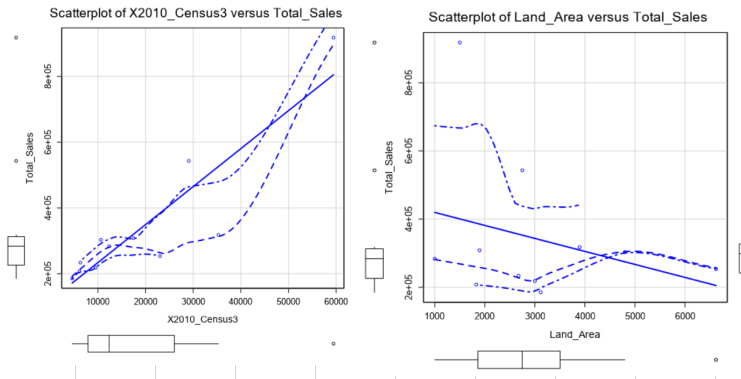 Scatterplot of X2010_Census3 versus Total_Sales
Total_Sales
8e+05
6e+05
4e+05
2e+05
10000 20000 30000 40000 50000 60000
X2010_Census3
Scatterplot of Land_Area versus Total_Sales
Total_Sales
8e+05
6e+05
4e+05
2e+05
1000 2000 3000 4000 5000 6000
Land_Area